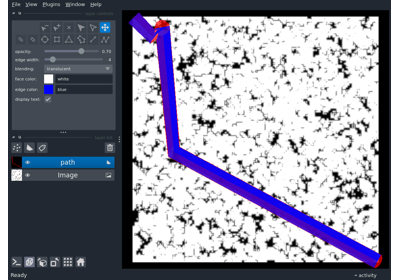 File View Plugins Window Help
opacity: 0.70
edge width:
blending: translucent
face color: white
edge color: blue
display text: ✓
path
Image
Ready
activity